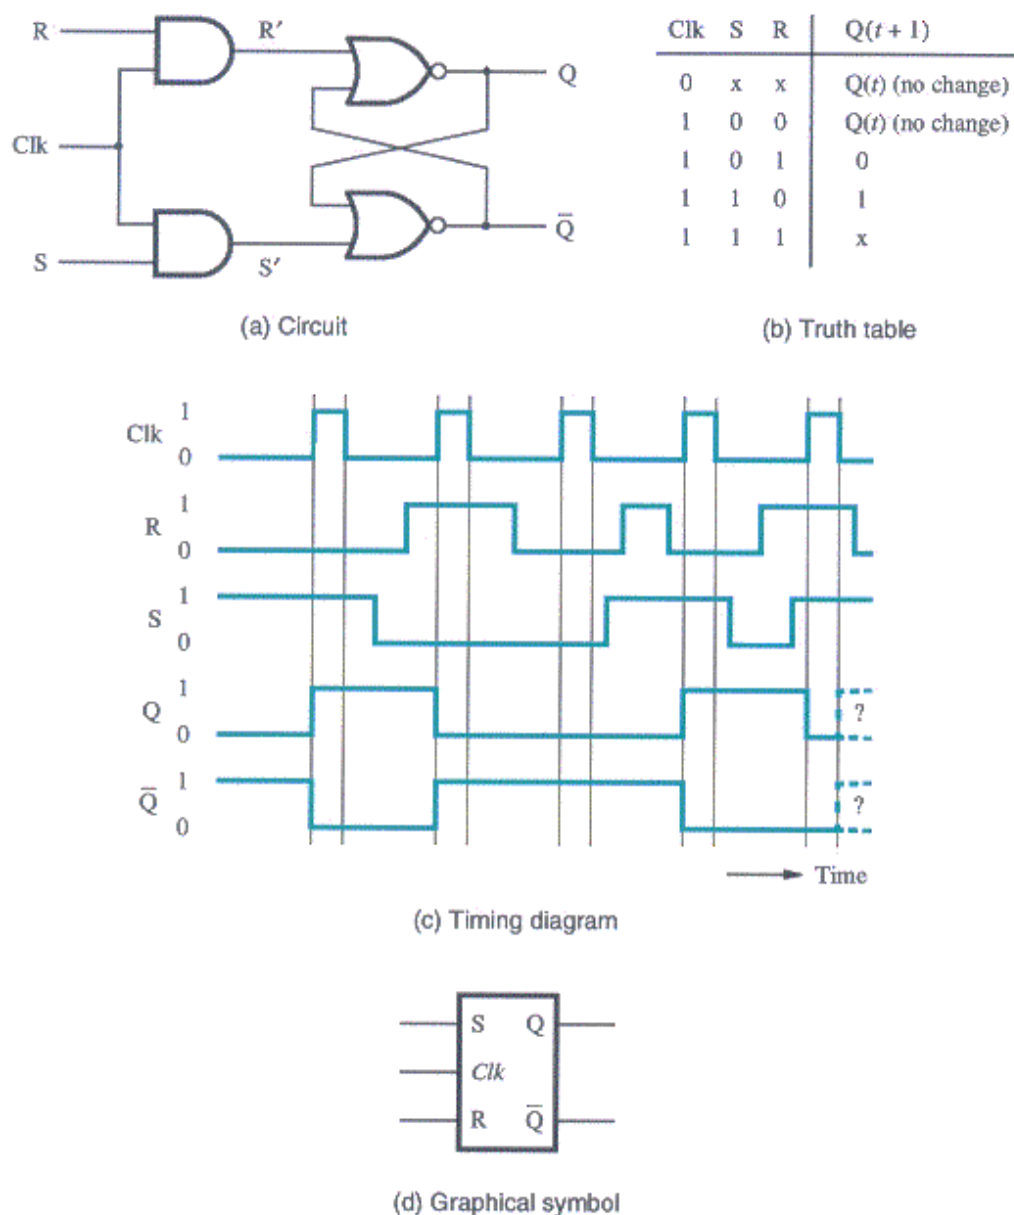 R
R′
Q
Clk
S
S′
Q̅
(a) Circuit
Clk S R Q(t + 1)
0 x x Q(t) (no change)
1 0 0 Q(t) (no change)
1 0 1 0
1 1 0 1
1 1 1 x
(b) Truth table
Clk 1 0
R 1 0
S 1 0
Q 1 0 ?
Q̅ 1 0 ?
Time
(c) Timing diagram
S Q
Clk
R Q̅
(d) Graphical symbol